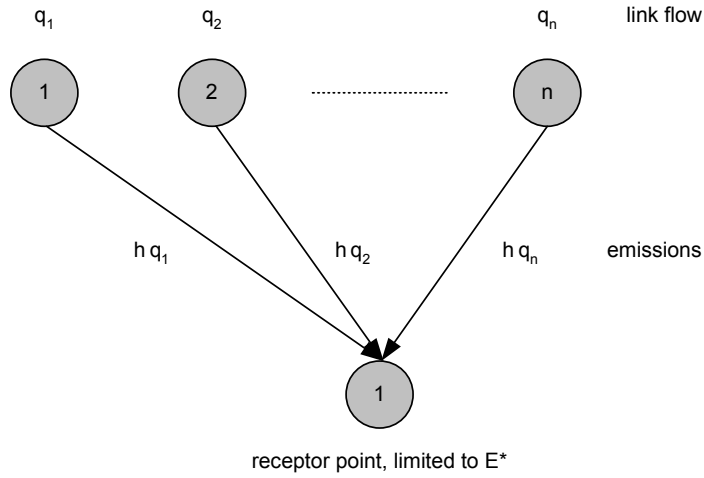 q₁ q₂ qₙ link flow
1 2 n
h q₁ h q₂ h qₙ emissions
1
receptor point, limited to E*